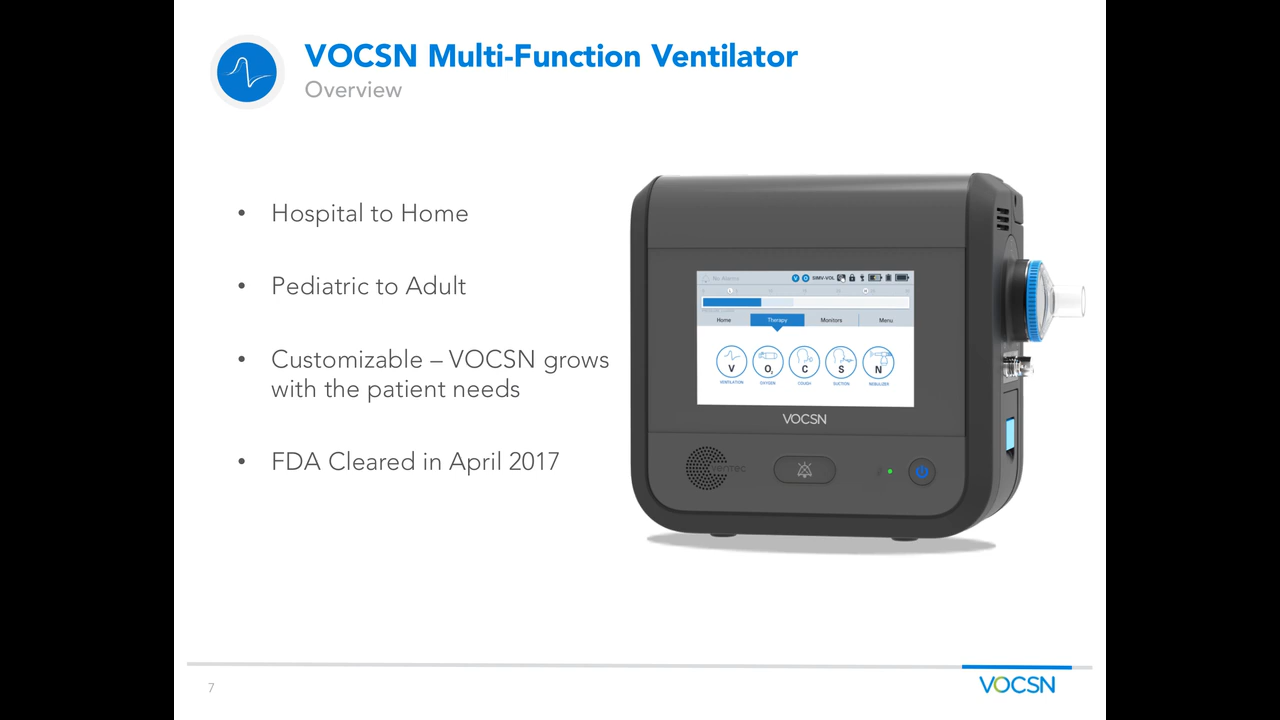 VOCSN Multi-Function Ventilator
Overview
• Hospital to Home
• Pediatric to Adult
• Customizable – VOCSN grows
with the patient needs
• FDA Cleared in April 2017
No Alarms
V O SIMV-VOL
Home Therapy Monitors Menu
V O₂ C S N
VENTILATION OXYGEN COUGH SUCTION NEBULIZER
VOCSN
ventec
7
VOCSN